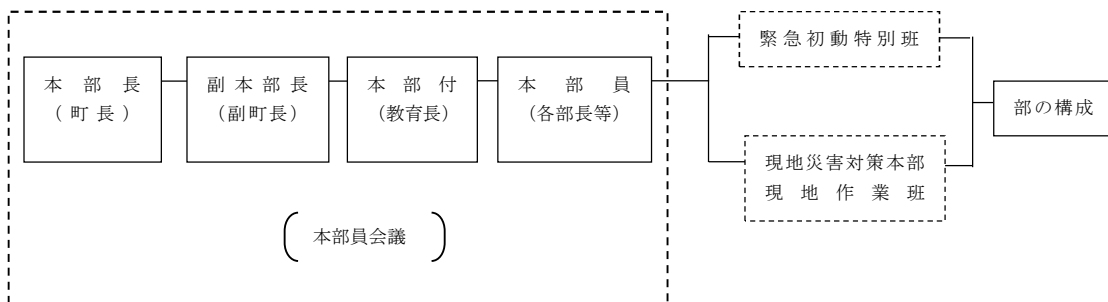 本部長
（町長）
副本部長
（副町長）
本部付
（教育長）
本部員
（各部長等）
本部員会議
緊急初動特別班
現地災害対策本部
現地作業班
部の構成